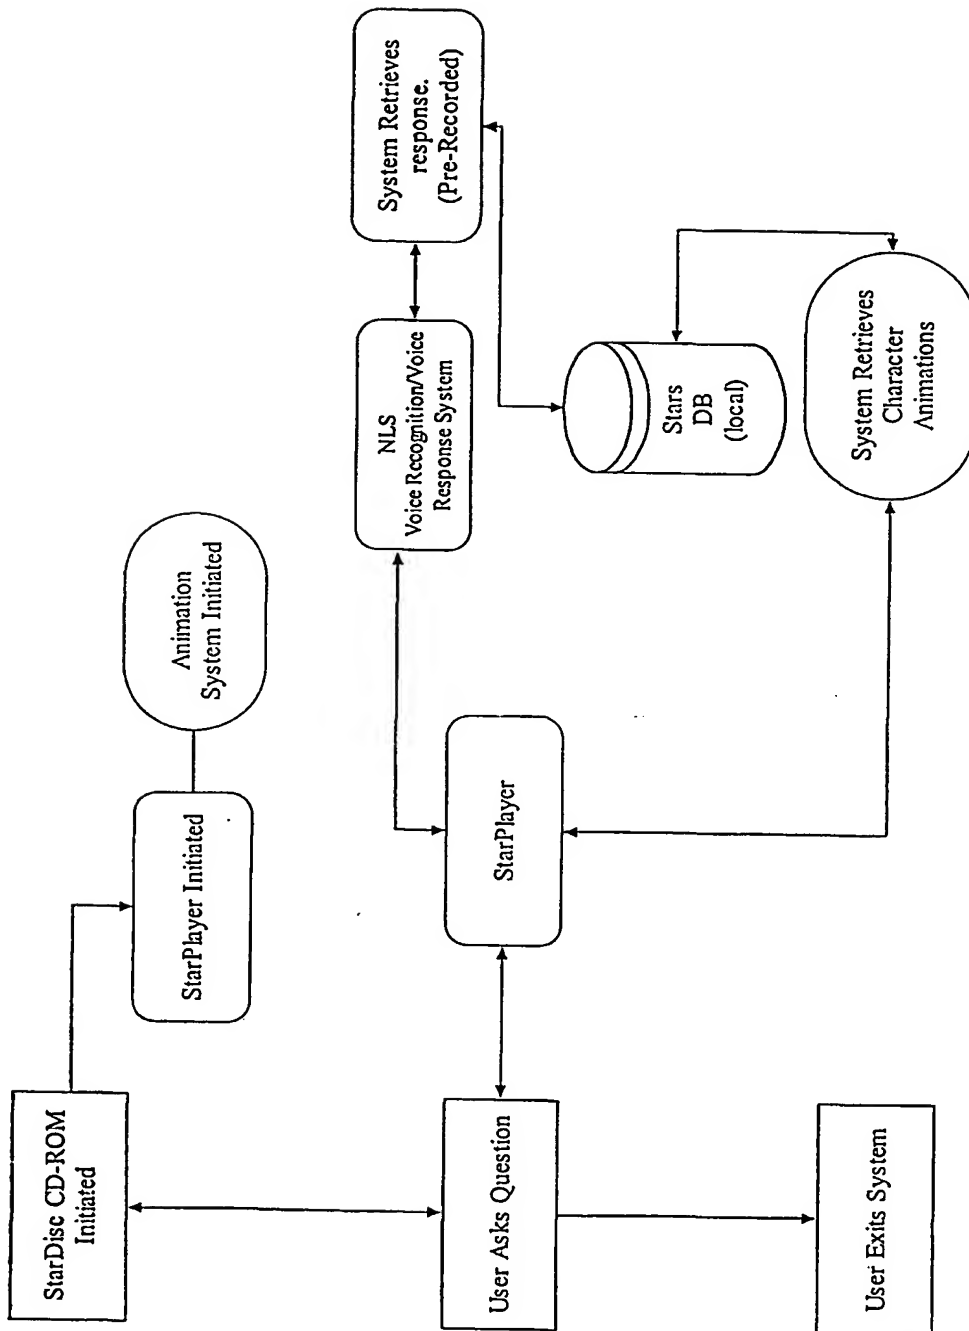 StarDisc CD-ROM
Initiated
StarPlayer Initiated
Animation
System Initiated
User Asks Question
StarPlayer
NLS
Voice Recognition/Voice
Response System
System Retrieves
response.
(Pre-Recorded)
Stars
DB
(local)
User Exits System
System Retrieves
Character
Animations